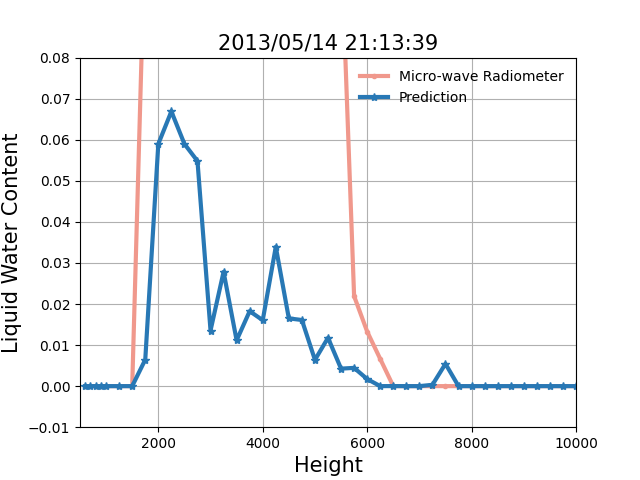 2013/05/14 21:13:39
Micro-wave Radiometer
Prediction
Liquid Water Content
0.08
0.07
0.06
0.05
0.04
0.03
0.02
0.01
0.00
−0.01
2000 4000 6000 8000 10000
Height